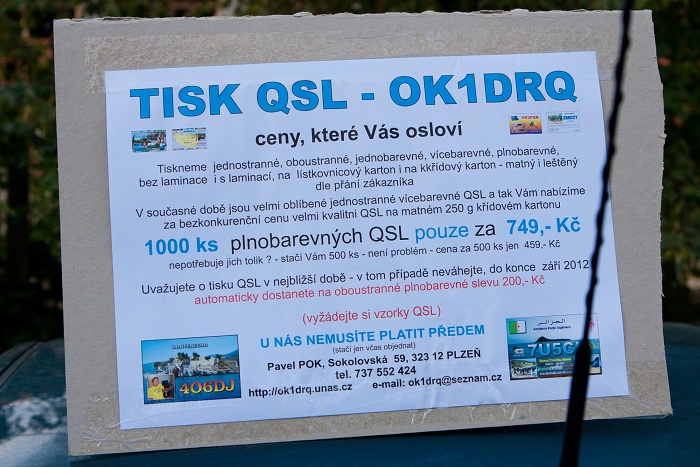 TISK QSL - OK1DRQ
ceny, které Vás osloví
Tiskneme jednostranné, oboustranné, jednobarevné, vícebarevné, plnobarevné,
bez laminace i s laminací, na lístkovnicový karton i na kkřídový karton - matný i leštěný
dle přání zákazníka
V současné době jsou velmi oblíbené jednostranné vícebarevné QSL a tak Vám nabízíme
za bezkonkurenční cenu velmi kvalitní QSL na matném 250 g křídovém kartonu
1000 ks plnobarevných QSL pouze za 749,- Kč
nepotřebuje jich tolik ? - stačí Vám 500 ks - není problém - cena za 500 ks jen 459,- Kč
Uvažujete o tisku QSL v nejbližší době - v tom případě neváhejte, do konce září 2012
automaticky dostanete na oboustranné plnobarevné slevu 200,- Kč
(vyžádejte si vzorky QSL)
U NÁS NEMUSÍTE PLATIT PŘEDEM
(stačí jen včas objednat)
Pavel POK, Sokolovská 59, 323 12 PLZEŇ
tel. 737 552 424
http://ok1drq.unas.cz e-mail: ok1drq@seznam.cz
4O6DJ
الجزائر